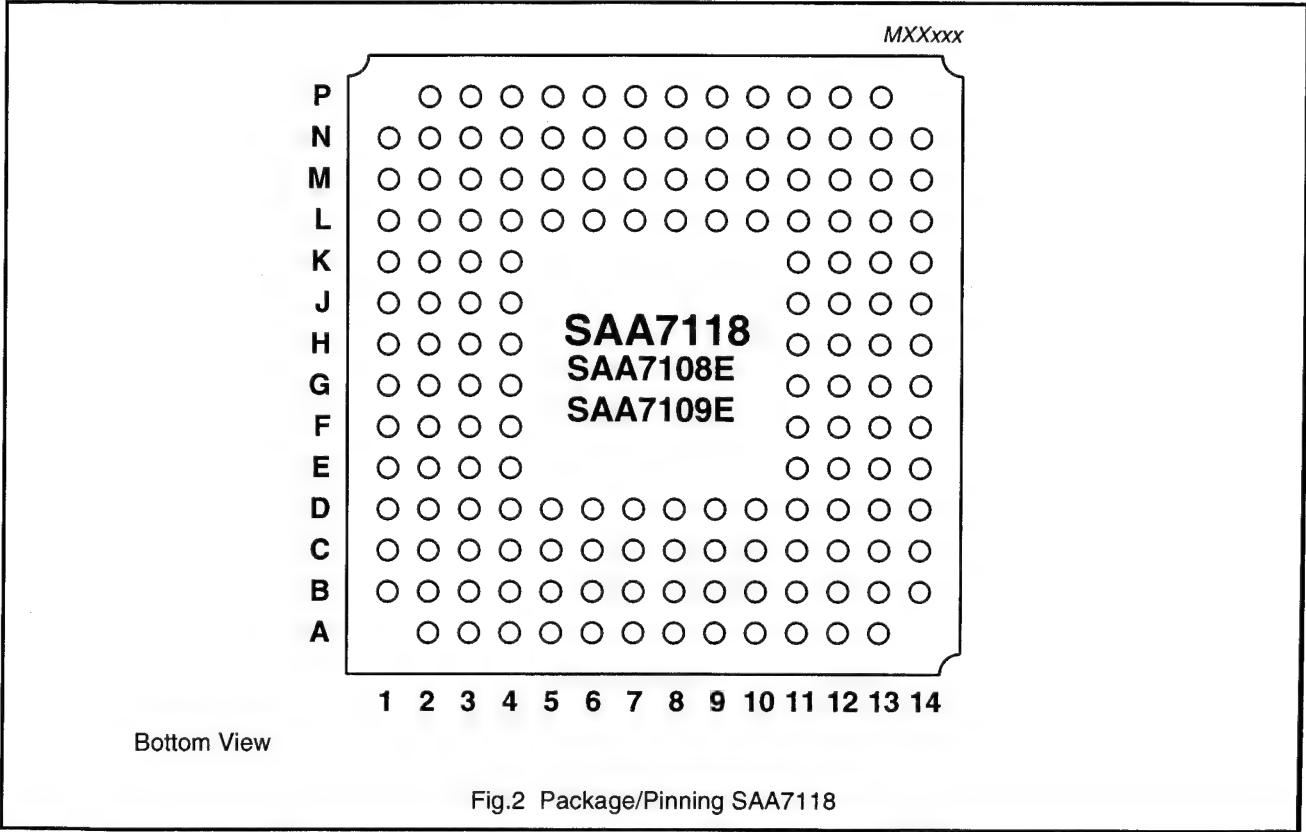 MXXxxx
P
N
M
L
K
J
H
G
F
E
D
C
B
A
SAA7118
SAA7108E
SAA7109E
1 2 3 4 5 6 7 8 9 10 11 12 13 14
Bottom View
Fig.2 Package/Pinning SAA7118